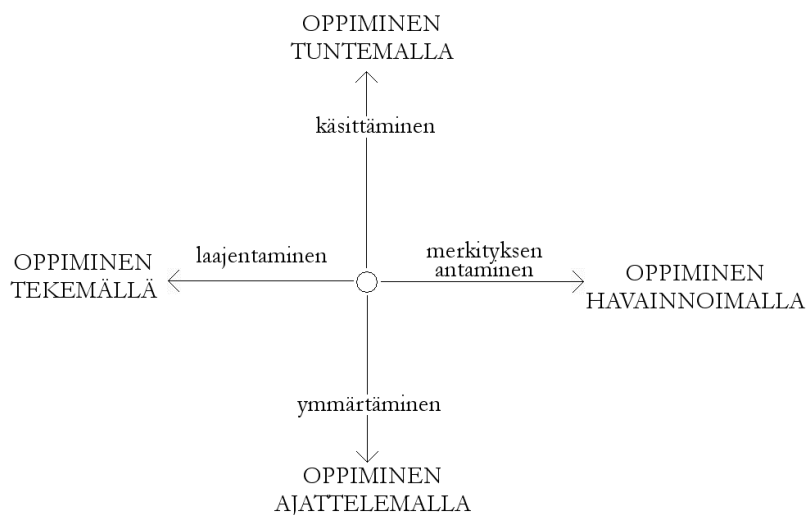 OPPIMINEN
TUNTEMALLA
käsittäminen
laajentaminen
merkityksen
antaminen
OPPIMINEN
TEKEMÄLLÄ
OPPIMINEN
HAVAINNOIMALLA
ymmärtäminen
OPPIMINEN
AJATTELEMALLA